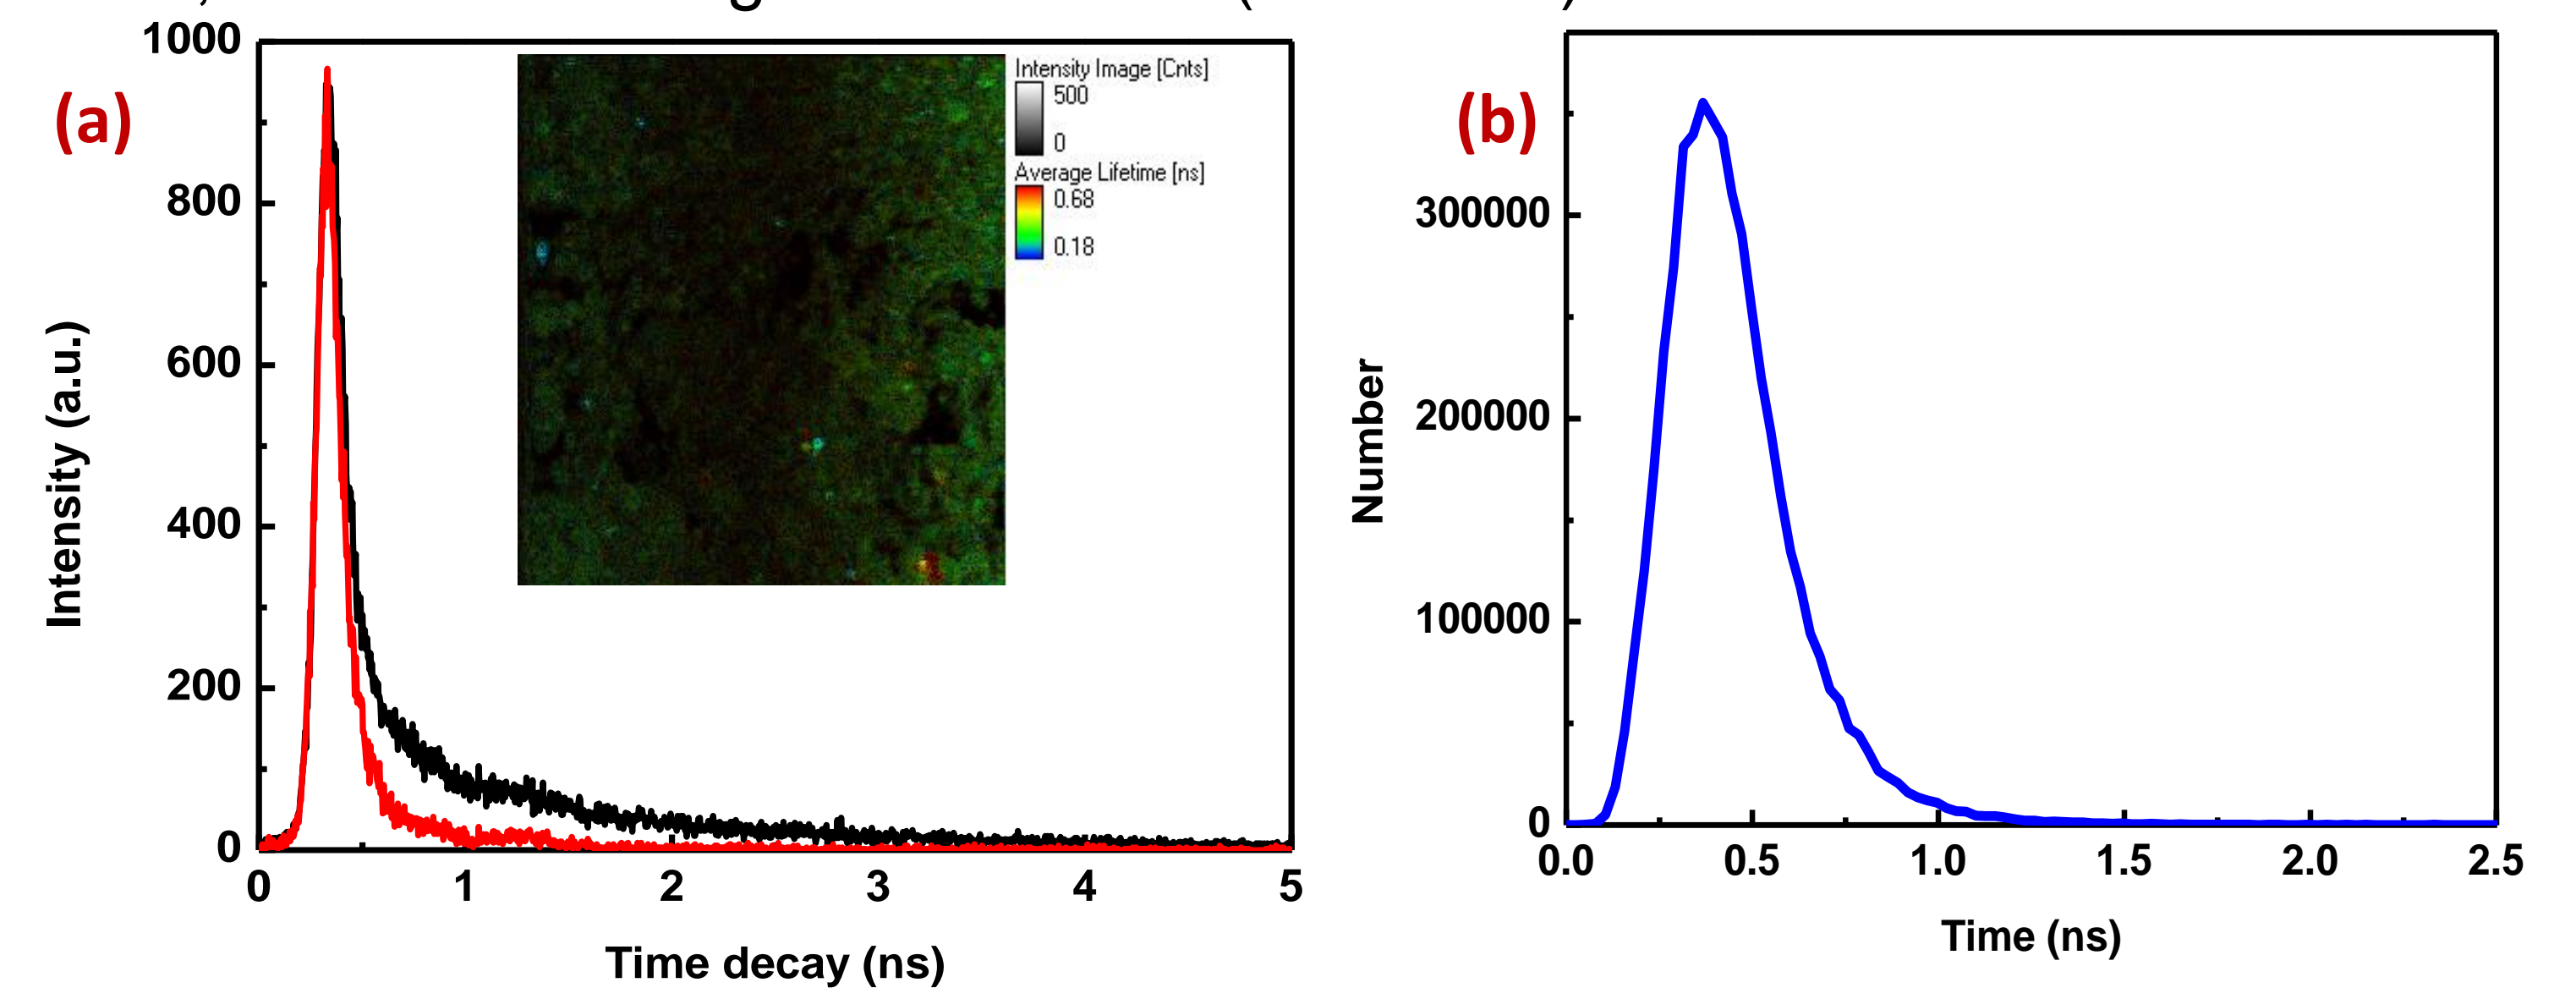 (a)
Intensity (a.u.)
1000
800
600
400
200
0
0 1 2 3 4 5
Time decay (ns)
Intensity Image [Cnts]
500
0
Average Lifetime [ns]
0.68
0.18
(b)
Number
300000
200000
100000
0
0.0 0.5 1.0 1.5 2.0 2.5
Time (ns)